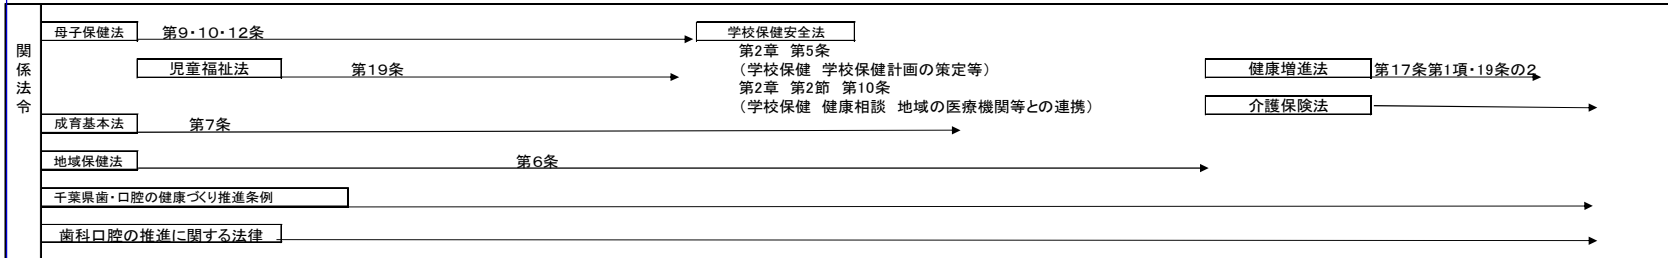 関係法令
母子保健法 第9・10・12条 学校保健安全法
第2章 第5条
児童福祉法 第19条 (学校保健 学校保健計画の策定等) 健康増進法 第17条第1項・19条の2
第2章 第2節 第10条
(学校保健 健康相談 地域の医療機関等との連携) 介護保険法
成育基本法 第7条
地域保健法 第6条
千葉県歯・口腔の健康づくり推進条例
歯科口腔の推進に関する法律